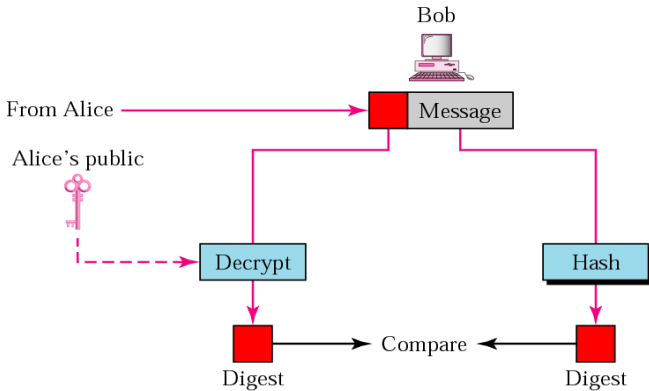 Bob
From Alice
Message
Alice's public
Decrypt
Hash
Compare
Digest
Digest